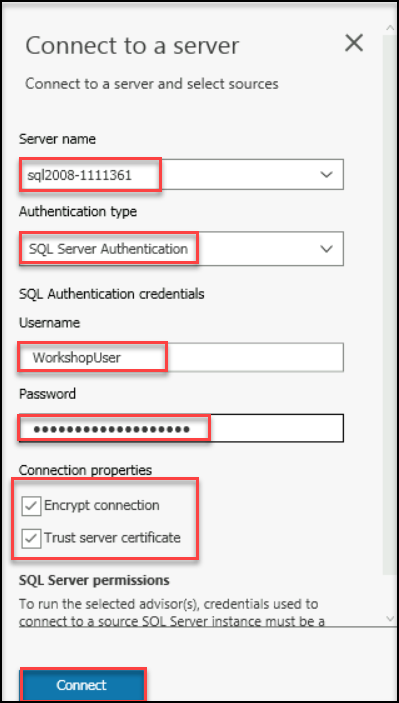 Connect to a server
Connect to a server and select sources
Server name
sql2008-1111361
Authentication type
SQL Server Authentication
SQL Authentication credentials
Username
WorkshopUser
Password
●●●●●●●●●●●●●●●●●●●
Connection properties
Encrypt connection
Trust server certificate
SQL Server permissions
To run the selected advisor(s), credentials used to
connect to a source SQL Server instance must be a
Connect